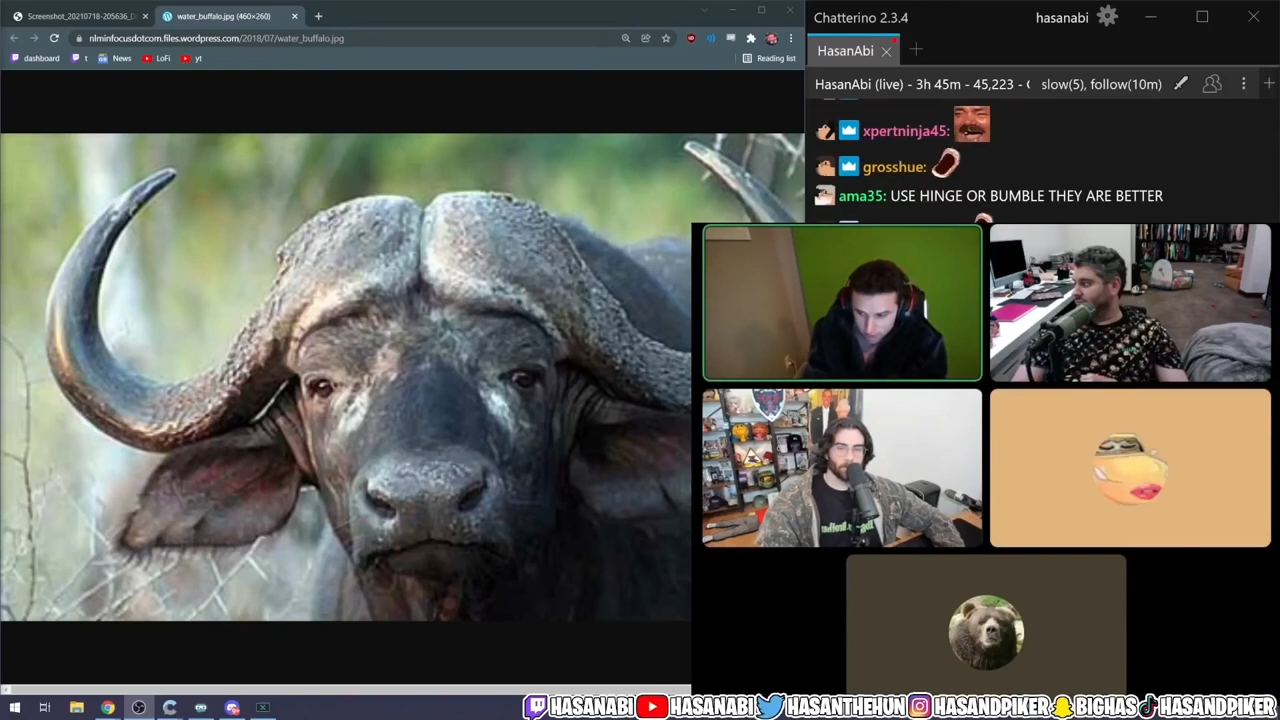 Screenshot_20210718-205636_D
water_buffalo.jpg (460×260)
nlminfocusdotcom.files.wordpress.com/2018/07/water_buffalo.jpg
dashboard
t
News
LoFi
yt
Reading list
Chatterino 2.3.4
hasanabi
HasanAbi
HasanAbi (live) - 3h 45m - 45,223 - slow(5), follow(10m)
xpertninja45:
grosshue:
ama35: USE HINGE OR BUMBLE THEY ARE BETTER
HASANABI HASANABI HASANTHEHUN HASANDPIKER BIGHAS HASANDPIKER